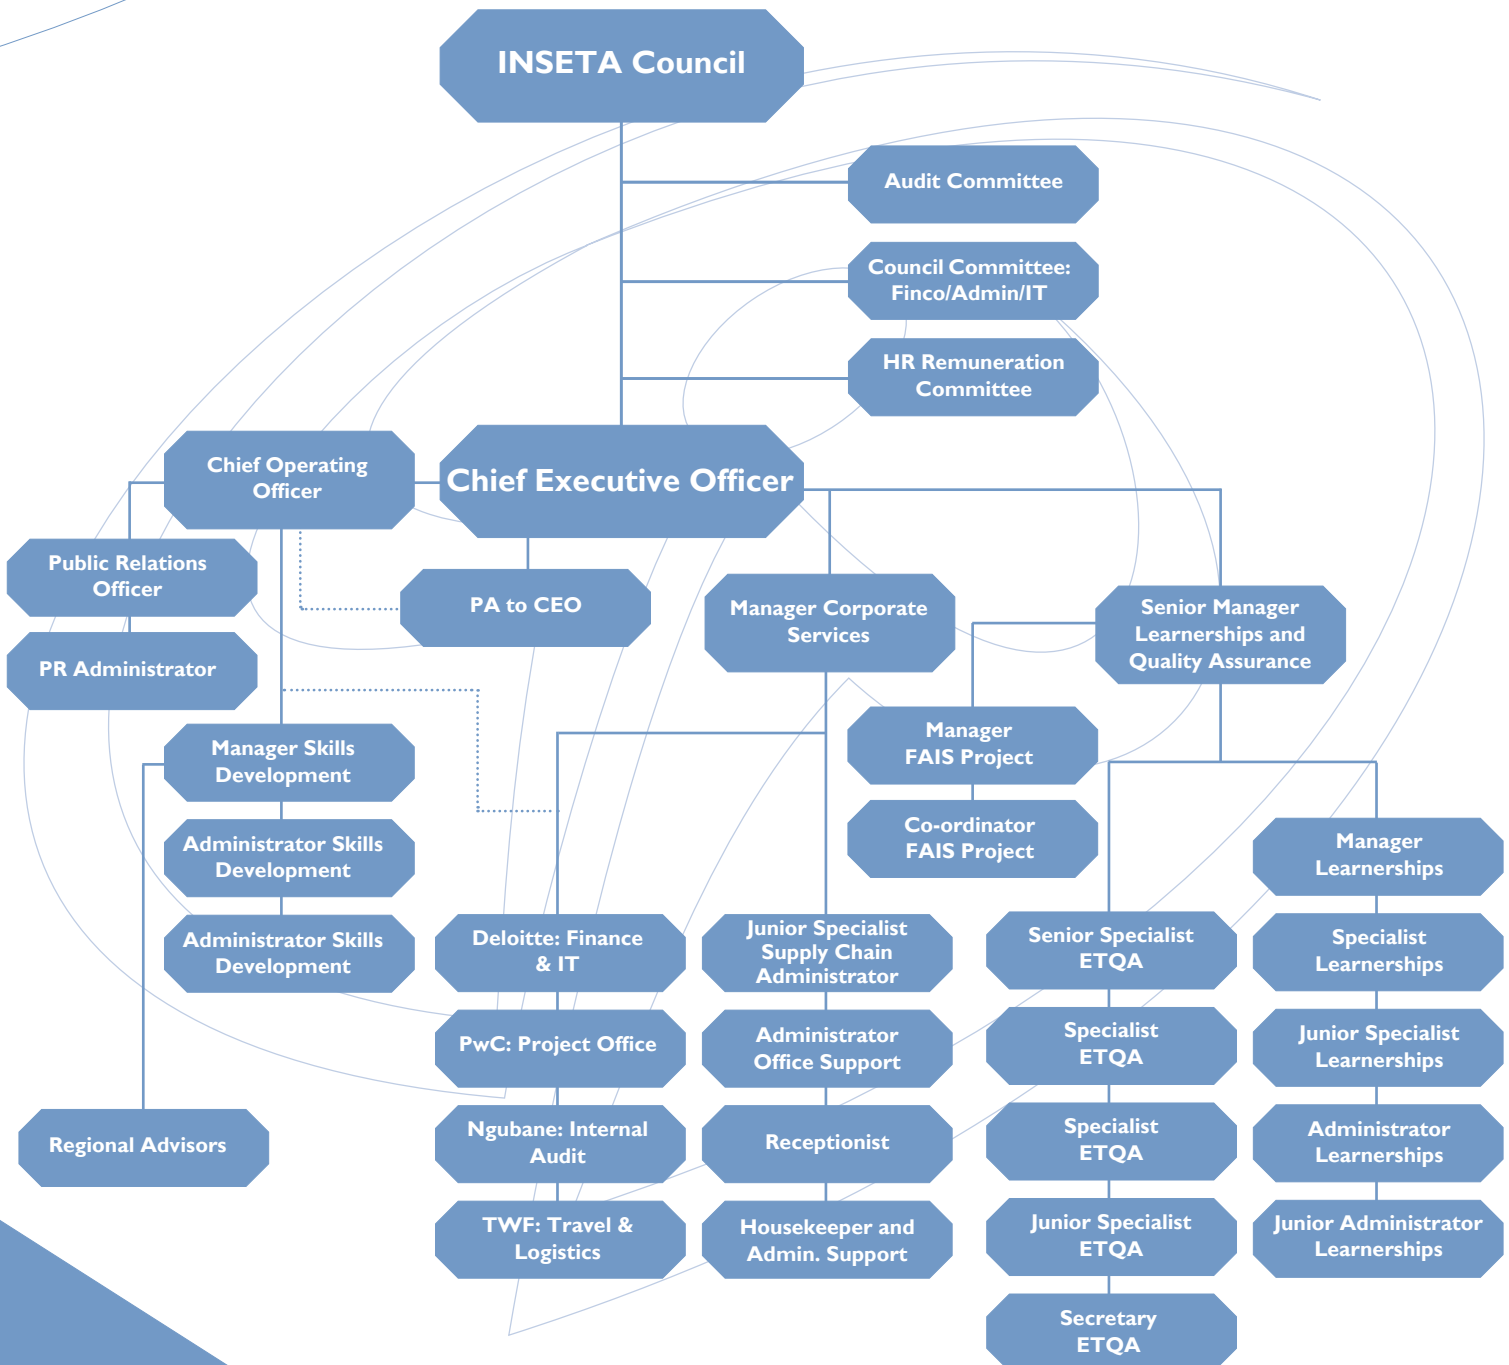 INSETA Council
Audit Committee
Council Committee:
Finco/Admin/IT
HR Remuneration
Committee
Chief Operating
Officer
Chief Executive Officer
Public Relations
Officer
PA to CEO
Manager Corporate
Services
Senior Manager
Learnerships and
Quality Assurance
PR Administrator
Manager Skills
Development
Manager
FAIS Project
Administrator Skills
Development
Co-ordinator
FAIS Project
Manager
Learnerships
Administrator Skills
Development
Deloitte: Finance
& IT
Junior Specialist
Supply Chain
Administrator
Senior Specialist
ETQA
Specialist
Learnerships
PwC: Project Office
Administrator
Office Support
Specialist
ETQA
Junior Specialist
Learnerships
Regional Advisors
Ngubane: Internal
Audit
Receptionist
Specialist
ETQA
Administrator
Learnerships
TWF: Travel &
Logistics
Housekeeper and
Admin. Support
Junior Specialist
ETQA
Junior Administrator
Learnerships
Secretary
ETQA